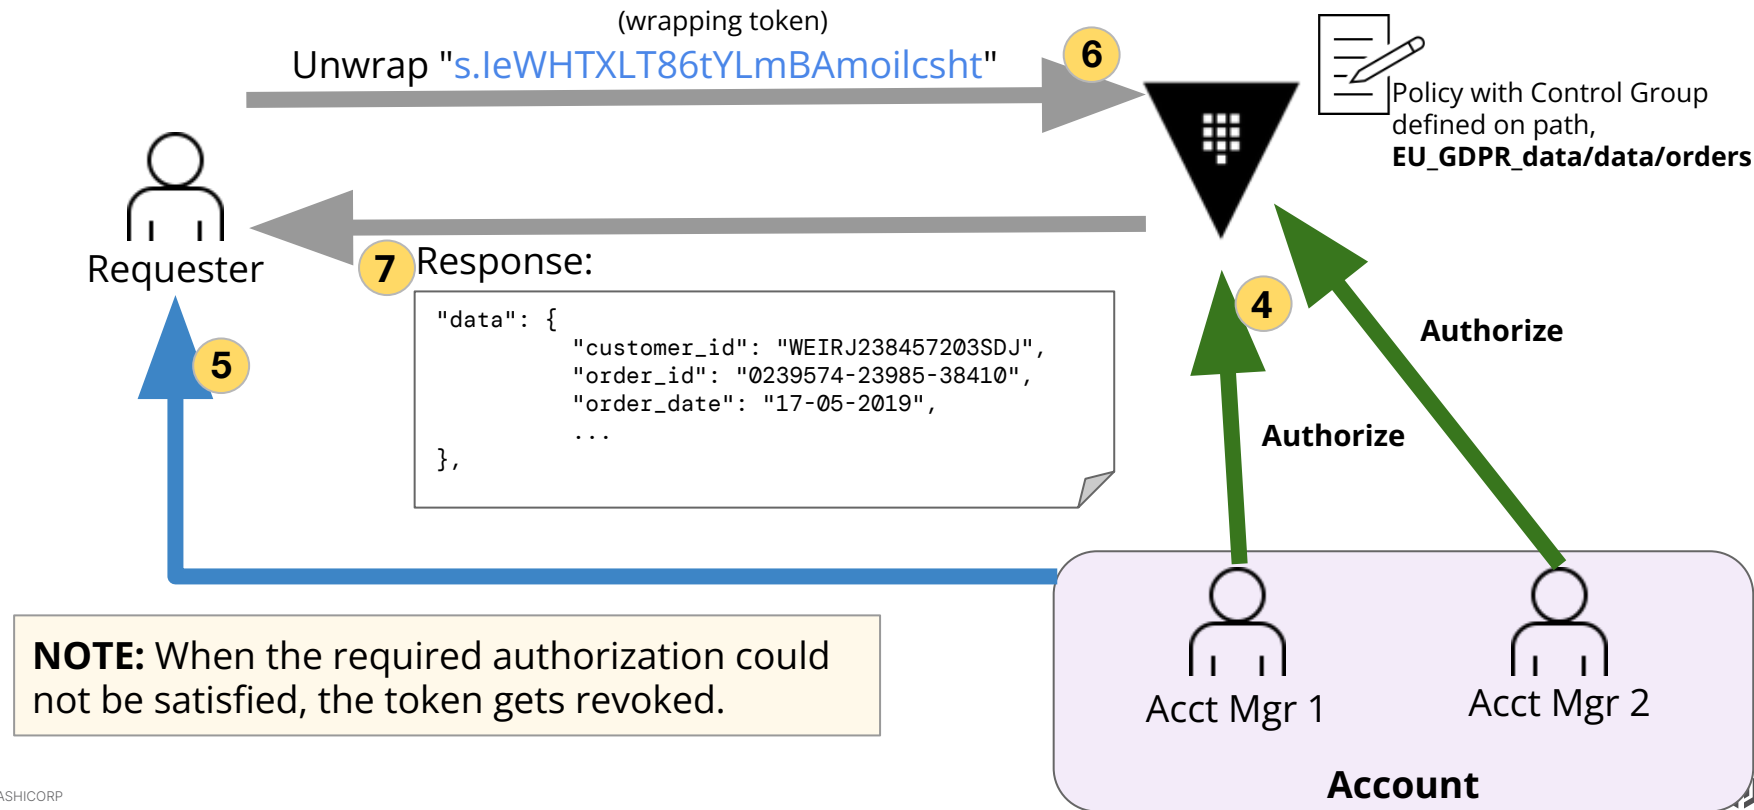 (wrapping token)
Unwrap "s.IeWHTXLT86tYLmBAmoilcsht"
6
Policy with Control Group
defined on path,
EU_GDPR_data/data/orders
Requester
7
Response:
"data": {
"customer_id": "WEIRJ238457203SDJ",
"order_id": "0239574-23985-38410",
"order_date": "17-05-2019",
...
},
4
Authorize
5
Authorize
NOTE: When the required authorization could
not be satisfied, the token gets revoked.
Acct Mgr 1
Acct Mgr 2
Account
ASHICORP